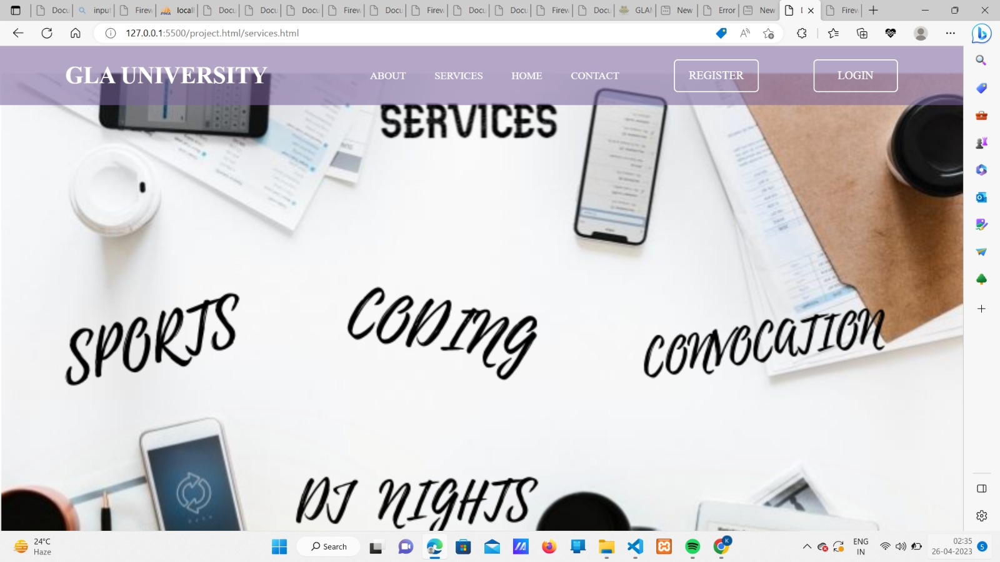 Docu
input
Firew
locall
Docu
Docu
Docu
Firew
Docu
Firew
Docu
Docu
Firew
Docu
GLAM
New
Error
New
Firew
127.0.0.1:5500/project.html/services.html
GLA UNIVERSITY
ABOUT
SERVICES
HOME
CONTACT
REGISTER
LOGIN
SERVICES
SPORTS
CODING
CONVOCATION
DJ NIGHTS
24°C
Haze
Search
ENG
IN
02:35
26-04-2023
5